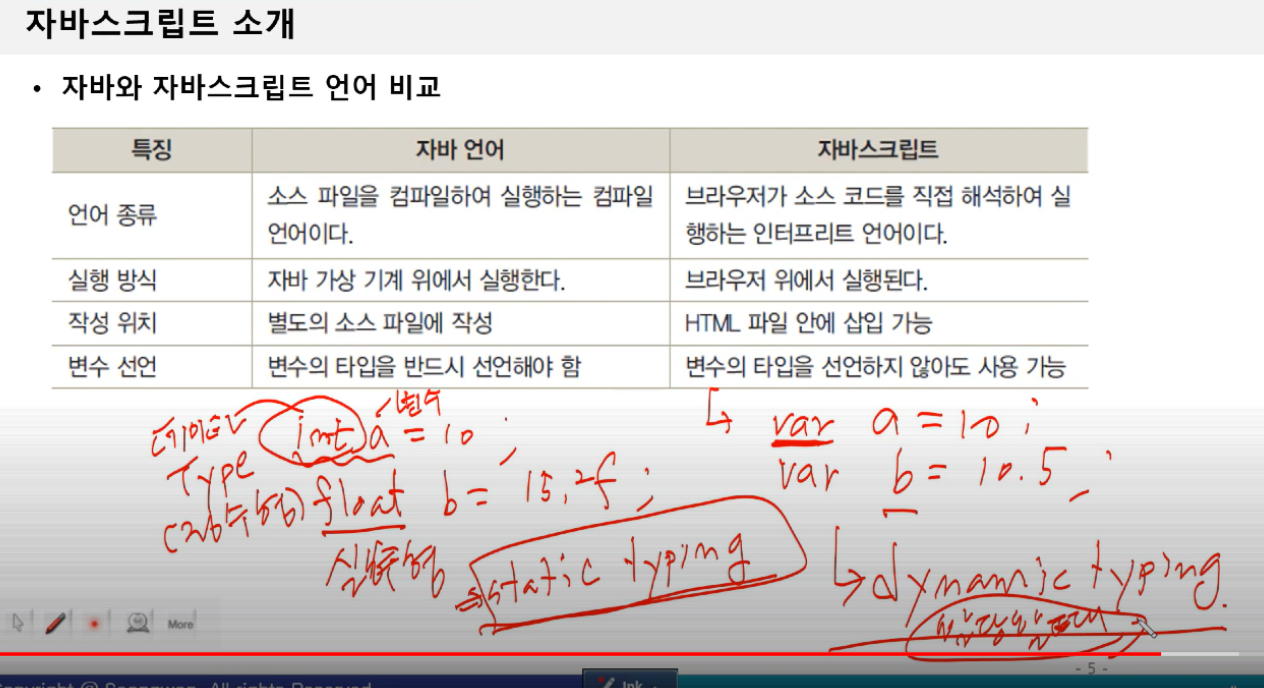 자바스크립트 소개
• 자바와 자바스크립트 언어 비교
특징 자바 언어 자바스크립트
언어 종류 소스 파일을 컴파일하여 실행하는 컴파일 언어이다. 브라우저가 소스 코드를 직접 해석하여 실행하는 인터프리트 언어이다.
실행 방식 자바 가상 기계 위에서 실행한다. 브라우저 위에서 실행된다.
작성 위치 별도의 소스 파일에 작성 HTML 파일 안에 삽입 가능
변수 선언 변수의 타입을 반드시 선언해야 함 변수의 타입을 선언하지 않아도 사용 가능
변수
int a = 10 ;
var a = 10 ;
Type
(정수형) float b = 15.2f ;
var b = 10.5 ;
실수형
static typing
dynamic typing
More
- 5 -
All rights Reserved
Ink